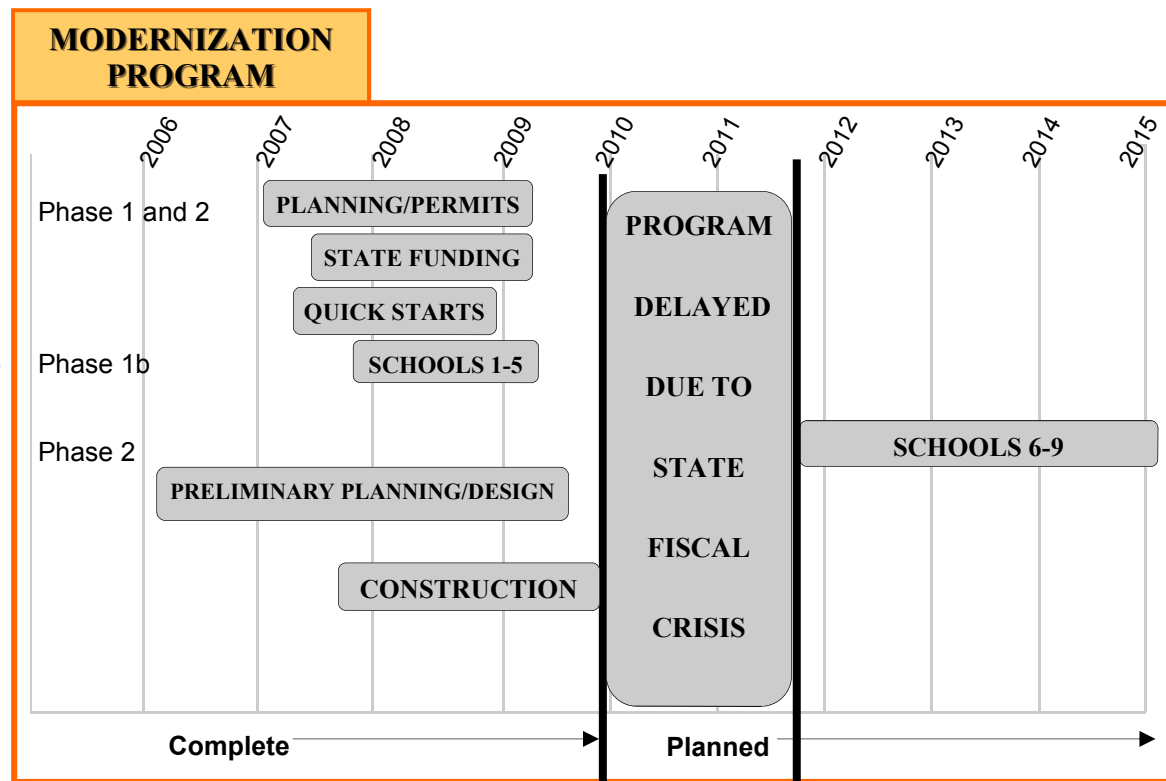 MODERNIZATION
PROGRAM
2006
2007
2008
2009
2010
2011
2012
2013
2014
2015
Phase 1 and 2
PLANNING/PERMITS
STATE FUNDING
QUICK STARTS
Phase 1b
SCHOOLS 1-5
Phase 2
PRELIMINARY PLANNING/DESIGN
CONSTRUCTION
PROGRAM
DELAYED
DUE TO
STATE
FISCAL
CRISIS
SCHOOLS 6-9
Complete
Planned